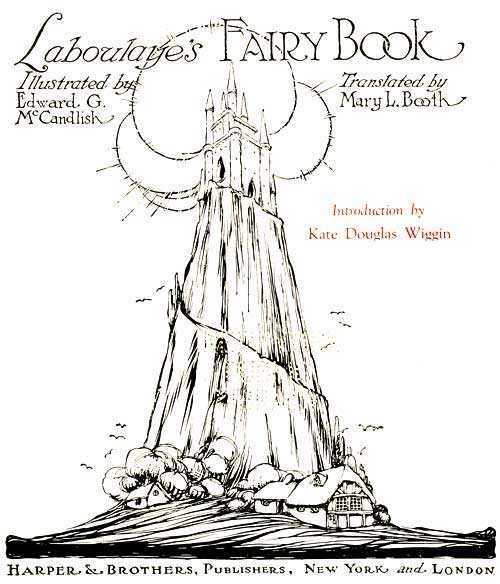 Laboulaye's FAIRY BOOK
Illustrated by
Edward G.
McCandlish
Translated by
Mary L. Booth
Introduction by
Kate Douglas Wiggin
HARPER & BROTHERS, PUBLISHERS, NEW YORK and LONDON